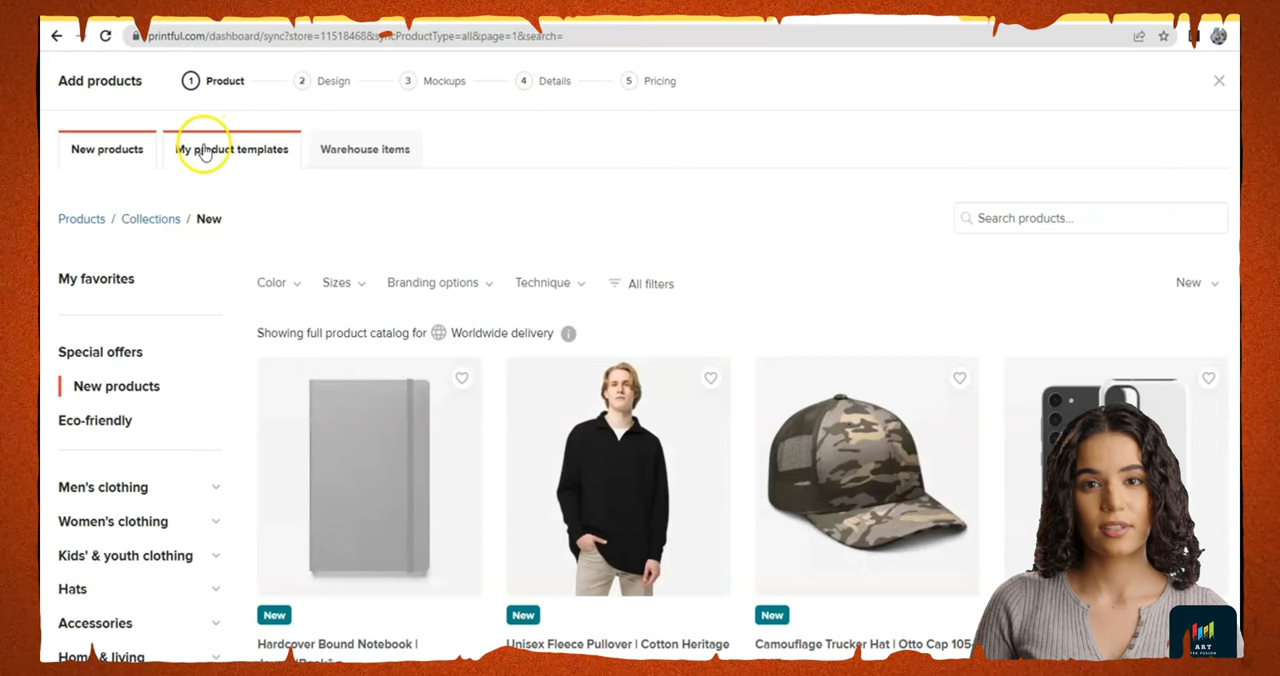 printful.com/dashboard/sync?store=11518468&syncProductType=all&page=1&search=
Add products
1 Product
2 Design
3 Mockups
4 Details
5 Pricing
New products
My product templates
Warehouse items
Products / Collections / New
Search products...
My favorites
Color
Sizes
Branding options
Technique
All filters
New
Showing full product catalog for Worldwide delivery
Special offers
New products
Eco-friendly
Men's clothing
Women's clothing
Kids' & youth clothing
Hats
Accessories
Home & living
New
Hardcover Bound Notebook |
New
Unisex Fleece Pullover | Cotton Heritage
New
Camouflage Trucker Hat | Otto Cap 105-
ART